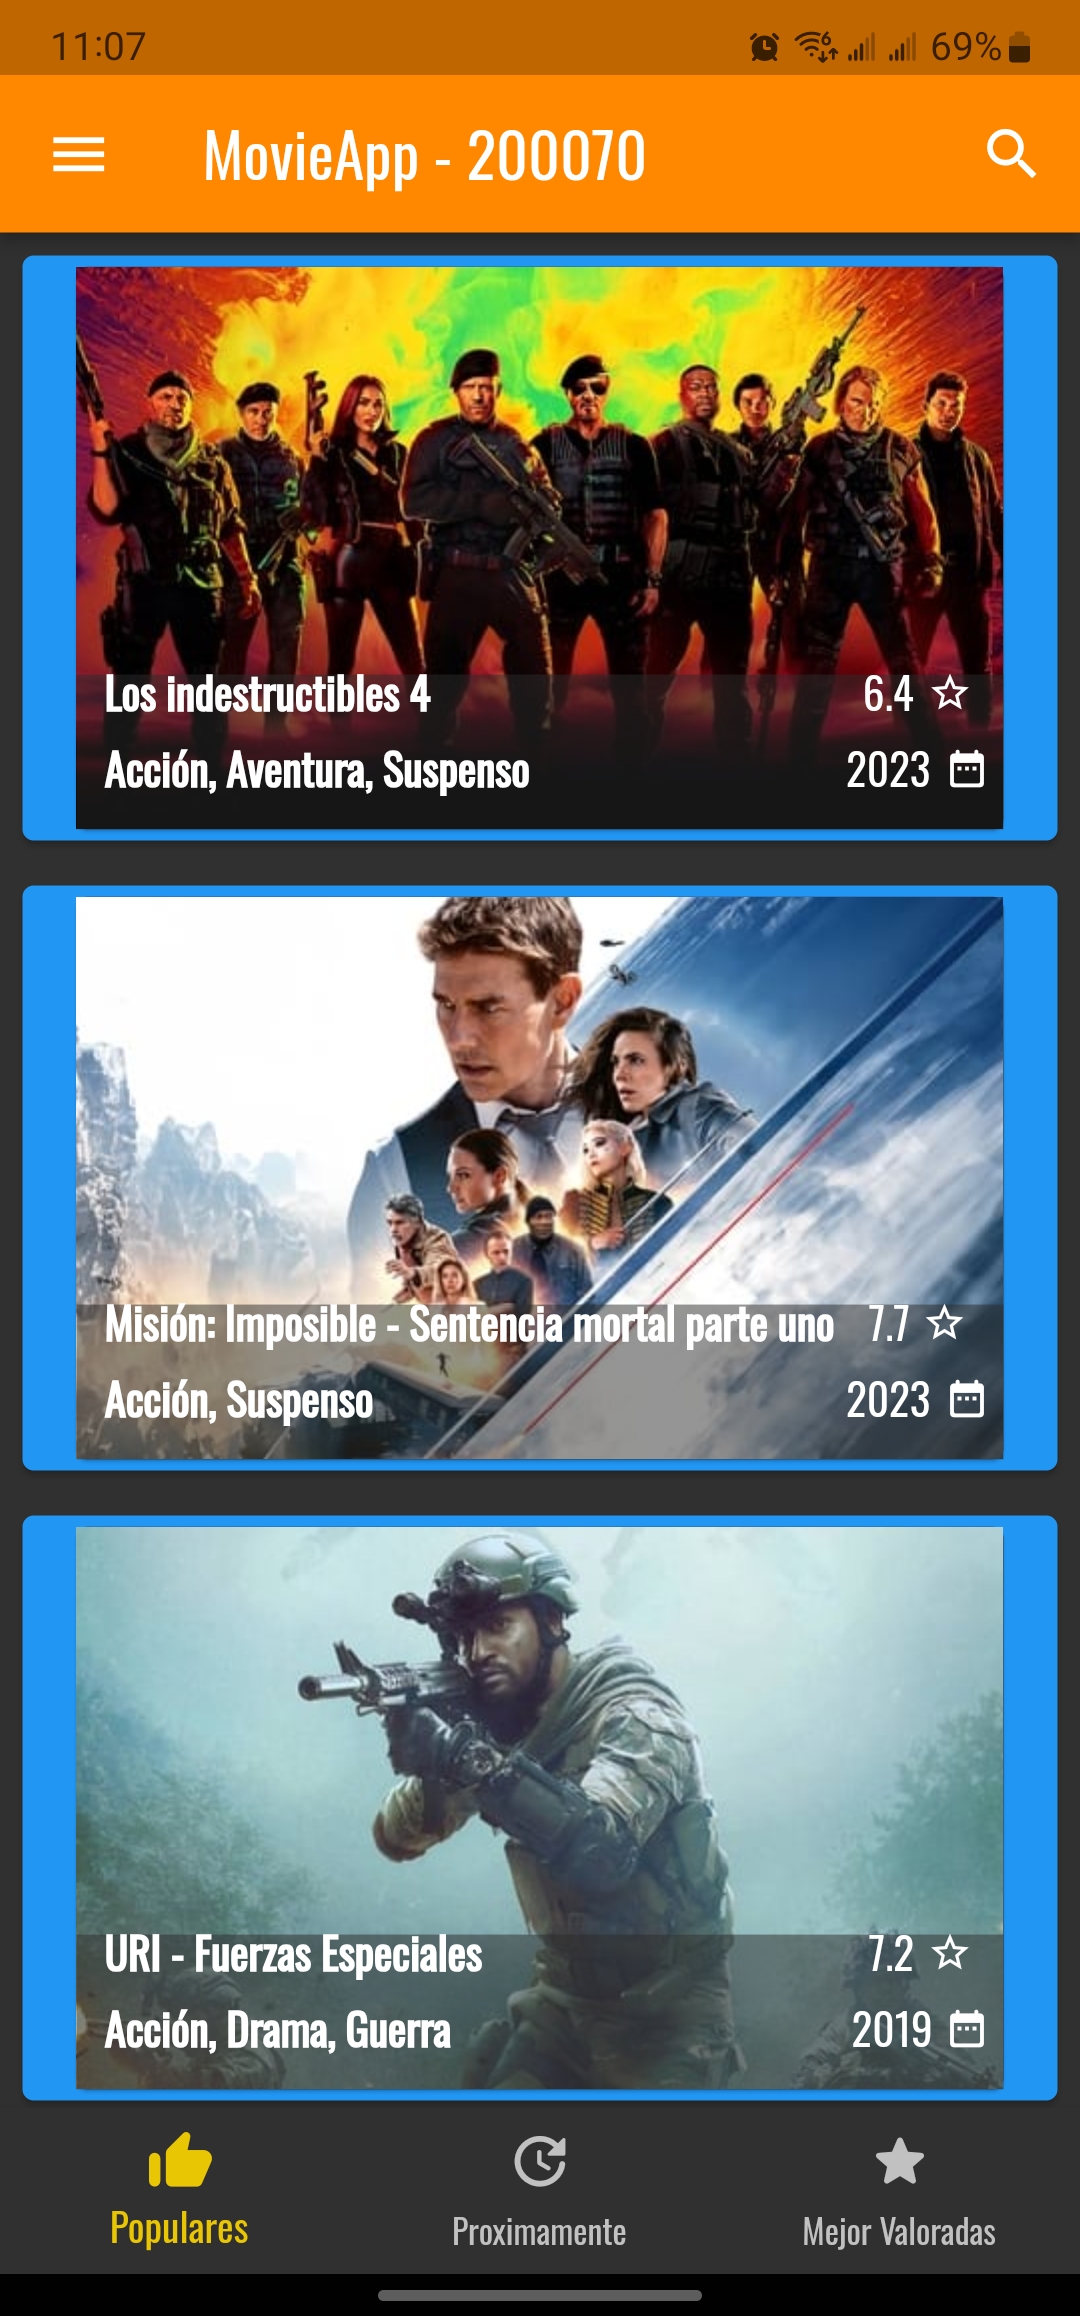 11:07
6
69%
MovieApp - 200070
Los indestructibles 4
6.4
Acción, Aventura, Suspenso
2023
Misión: Imposible - Sentencia mortal parte uno
7.7
Acción, Suspenso
2023
URI - Fuerzas Especiales
7.2
Acción, Drama, Guerra
2019
Populares
Proximamente
Mejor Valoradas